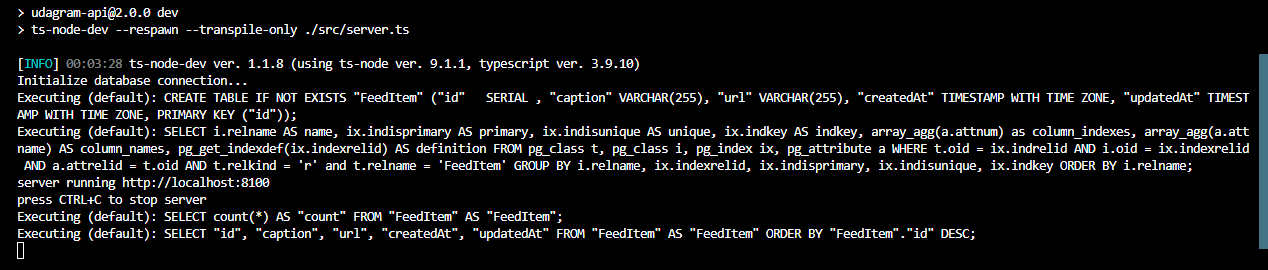 > udagram-api@2.0.0 dev
> ts-node-dev --respawn --transpile-only ./src/server.ts
[INFO] 00:03:28 ts-node-dev ver. 1.1.8 (using ts-node ver. 9.1.1, typescript ver. 3.9.10)
Initialize database connection...
Executing (default): CREATE TABLE IF NOT EXISTS "FeedItem" ("id"   SERIAL , "caption" VARCHAR(255), "url" VARCHAR(255), "createdAt" TIMESTAMP WITH TIME ZONE, "updatedAt" TIMEST
AMP WITH TIME ZONE, PRIMARY KEY ("id"));
Executing (default): SELECT i.relname AS name, ix.indisprimary AS primary, ix.indisunique AS unique, ix.indkey AS indkey, array_agg(a.attnum) as column_indexes, array_agg(a.att
name) AS column_names, pg_get_indexdef(ix.indexrelid) AS definition FROM pg_class t, pg_class i, pg_index ix, pg_attribute a WHERE t.oid = ix.indrelid AND i.oid = ix.indexrelid
 AND a.attrelid = t.oid AND t.relkind = 'r' and t.relname = 'FeedItem' GROUP BY i.relname, ix.indexrelid, ix.indisprimary, ix.indisunique, ix.indkey ORDER BY i.relname;
server running http://localhost:8100
press CTRL+C to stop server
Executing (default): SELECT count(*) AS "count" FROM "FeedItem" AS "FeedItem";
Executing (default): SELECT "id", "caption", "url", "createdAt", "updatedAt" FROM "FeedItem" AS "FeedItem" ORDER BY "FeedItem"."id" DESC;